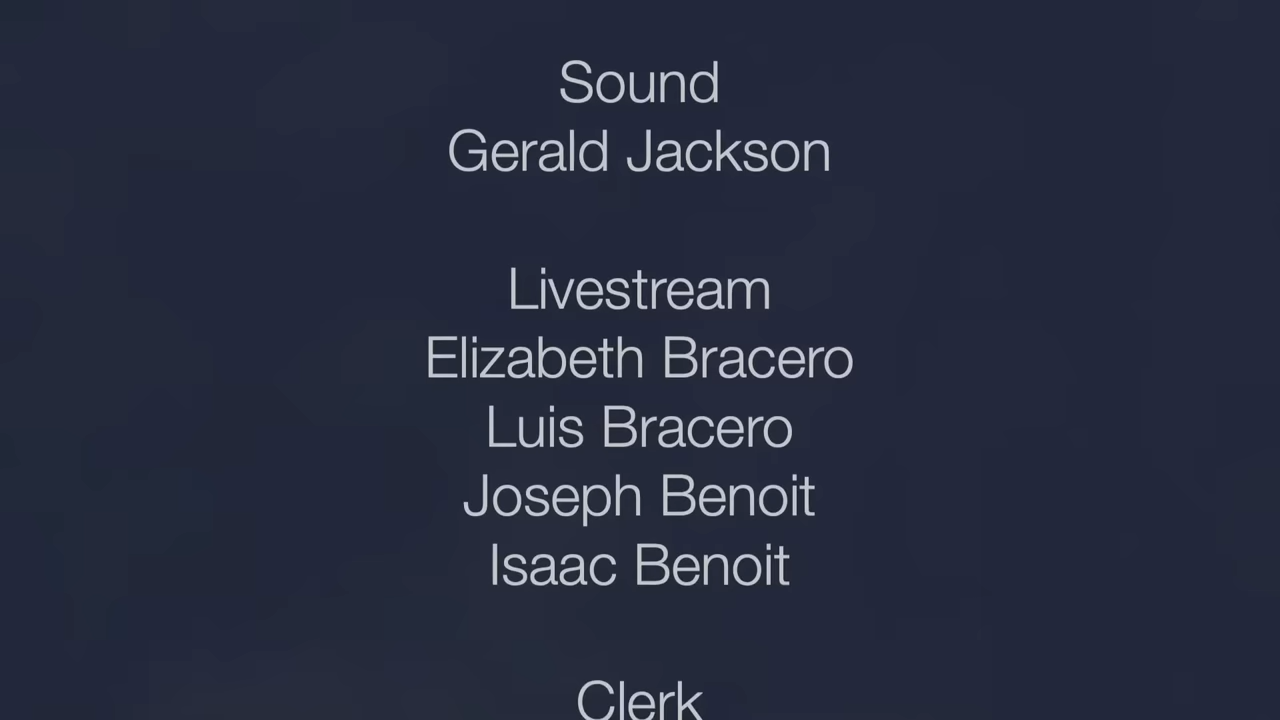 Sound
Gerald Jackson
Livestream
Elizabeth Bracero
Luis Bracero
Joseph Benoit
Isaac Benoit
Clerk